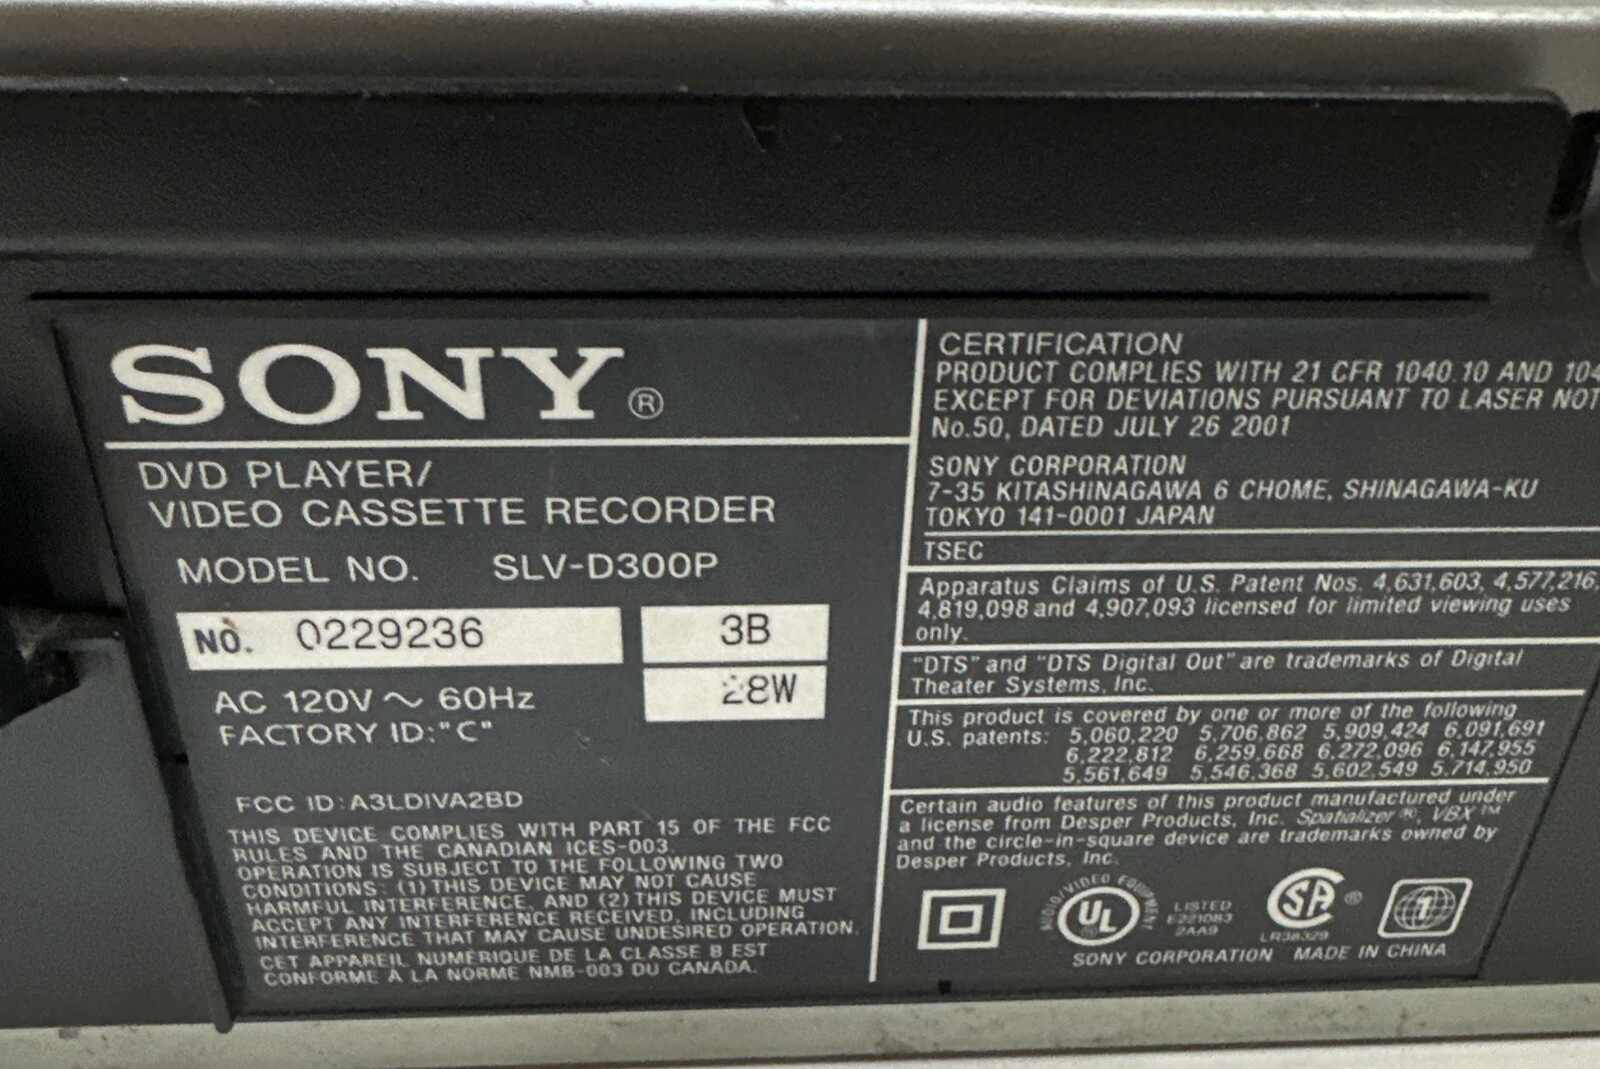 SONY®
DVD PLAYER/
VIDEO CASSETTE RECORDER
MODEL NO. SLV-D300P
NO. 0229236
3B
28W
AC 120V ~ 60Hz
FACTORY ID:"C"
FCC ID:A3LDIVA2BD
THIS DEVICE COMPLIES WITH PART 15 OF THE FCC
RULES AND THE CANADIAN ICES-003.
OPERATION IS SUBJECT TO THE FOLLOWING TWO
CONDITIONS: (1) THIS DEVICE MAY NOT CAUSE
HARMFUL INTERFERENCE, AND (2) THIS DEVICE MUST
ACCEPT ANY INTERFERENCE RECEIVED, INCLUDING
INTERFERENCE THAT MAY CAUSE UNDESIRED OPERATION.
CET APPAREIL NUMÉRIQUE DE LA CLASSE B EST
CONFORME À LA NORME NMB-003 DU CANADA.
CERTIFICATION
PRODUCT COMPLIES WITH 21 CFR 1040.10 AND 104
EXCEPT FOR DEVIATIONS PURSUANT TO LASER NOT
No.50, DATED JULY 26 2001
SONY CORPORATION
7-35 KITASHINAGAWA 6 CHOME, SHINAGAWA-KU
TOKYO 141-0001 JAPAN
TSEC
Apparatus Claims of U.S. Patent Nos. 4,631,603, 4,577,216,
4,819,098 and 4,907,093 licensed for limited viewing uses
only.
"DTS" and "DTS Digital Out" are trademarks of Digital
Theater Systems, Inc.
This product is covered by one or more of the following
U.S. patents: 5,060,220 5,706,862 5,909,424 6,091,691
6,222,812 6,259,668 6,272,096 6,147,955
5,561,649 5,546,368 5,602,549 5,714,950
Certain audio features of this product manufactured under
a license from Desper Products, Inc. Spatializer®, VBX™
and the circle-in-square device are trademarks owned by
Desper Products, Inc.
AUDIO/VIDEO EQUIPMENT
UL
LISTED
E221083
2AA9
SA ®
LR38329
1
SONY CORPORATION MADE IN CHINA